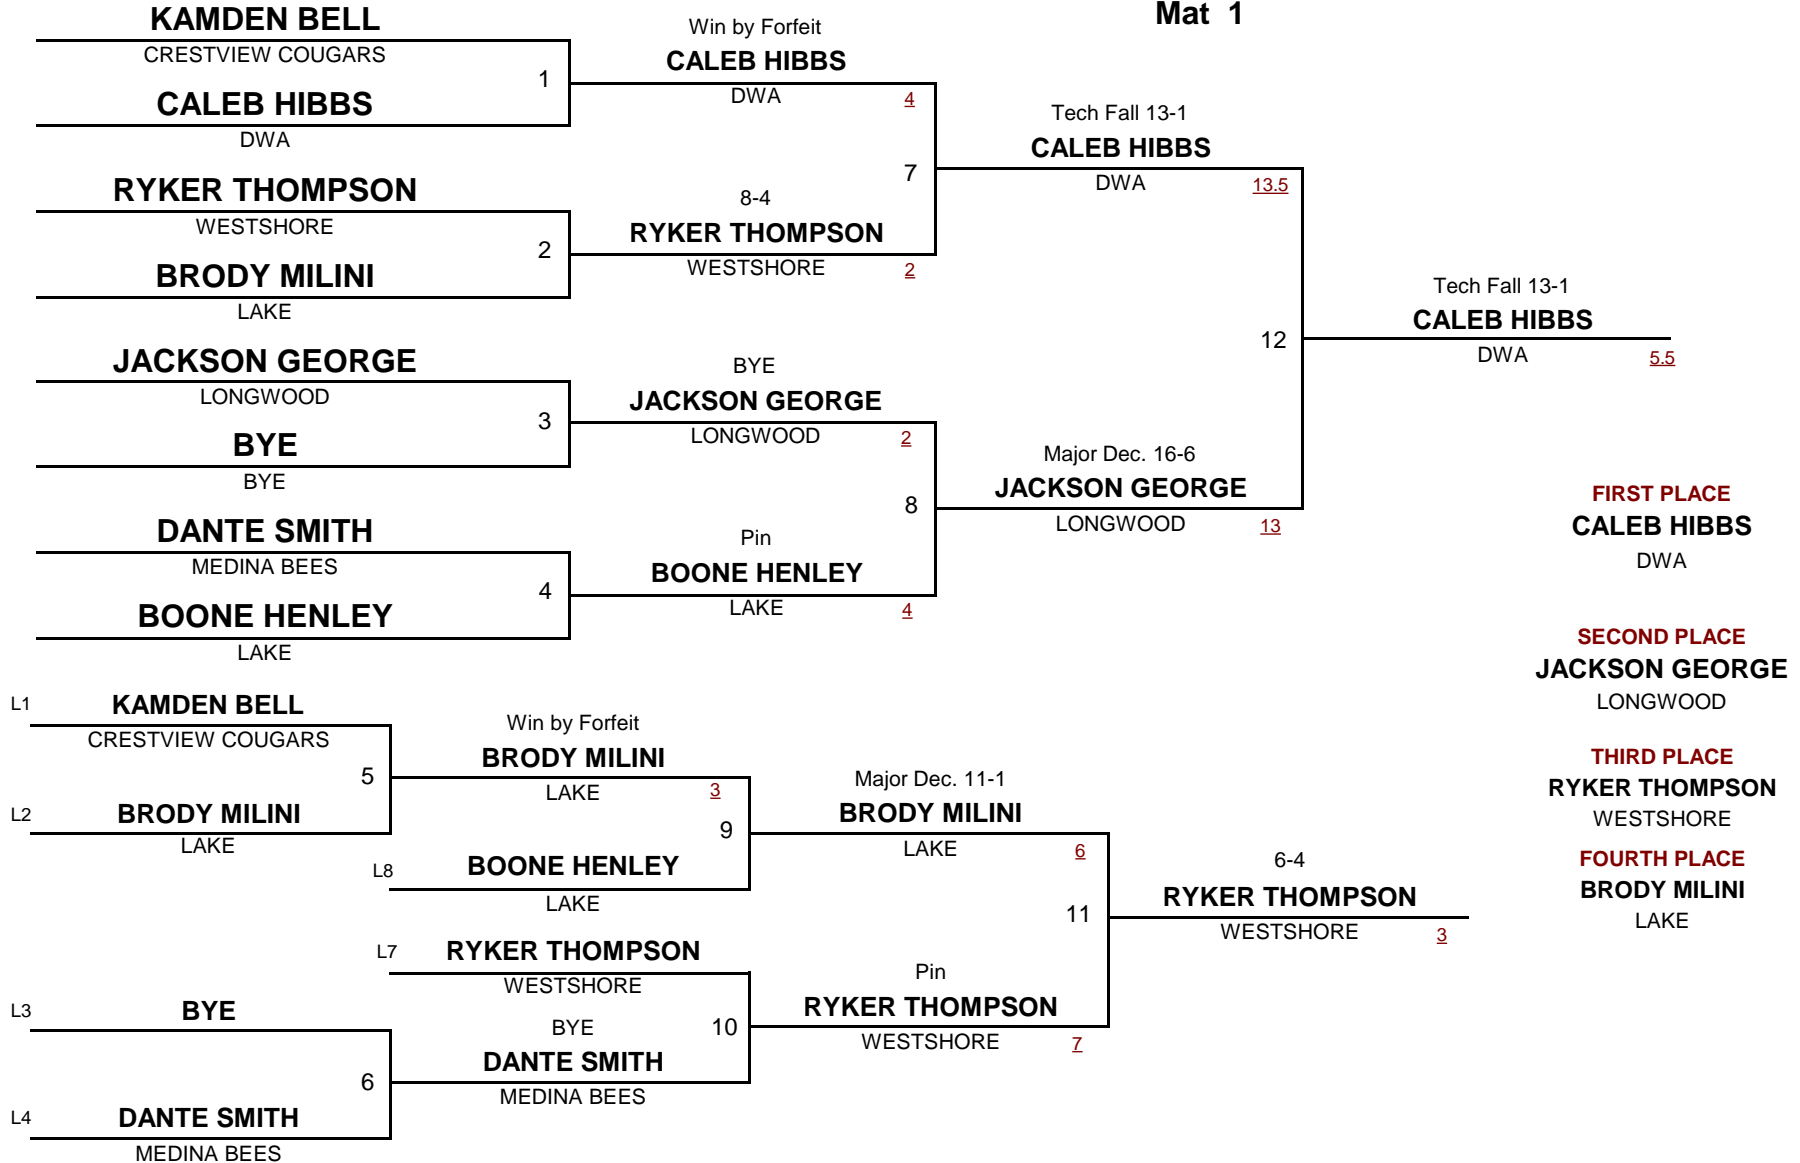 Mat 1
KAMDEN BELL
CRESTVIEW COUGARS
1
CALEB HIBBS
DWA
RYKER THOMPSON
WESTSHORE
2
BRODY MILINI
LAKE
JACKSON GEORGE
LONGWOOD
3
BYE
BYE
DANTE SMITH
MEDINA BEES
4
BOONE HENLEY
LAKE
Win by Forfeit
CALEB HIBBS
DWA 4
7
8-4
RYKER THOMPSON
WESTSHORE 2
BYE
JACKSON GEORGE
LONGWOOD 2
8
Pin
BOONE HENLEY
LAKE 4
Tech Fall 13-1
CALEB HIBBS
DWA 13.5
12
Major Dec. 16-6
JACKSON GEORGE
LONGWOOD 13
Tech Fall 13-1
CALEB HIBBS
DWA 5.5
FIRST PLACE
CALEB HIBBS
DWA
SECOND PLACE
JACKSON GEORGE
LONGWOOD
THIRD PLACE
RYKER THOMPSON
WESTSHORE
FOURTH PLACE
BRODY MILINI
LAKE
L1 KAMDEN BELL
CRESTVIEW COUGARS
5
L2 BRODY MILINI
LAKE
L3 BYE
6
L4 DANTE SMITH
MEDINA BEES
Win by Forfeit
BRODY MILINI
LAKE 3
9
L8 BOONE HENLEY
LAKE
L7 RYKER THOMPSON
WESTSHORE
BYE 10
DANTE SMITH
MEDINA BEES
Major Dec. 11-1
BRODY MILINI
LAKE 6
11
Pin
RYKER THOMPSON
WESTSHORE 7
6-4
RYKER THOMPSON
WESTSHORE 3